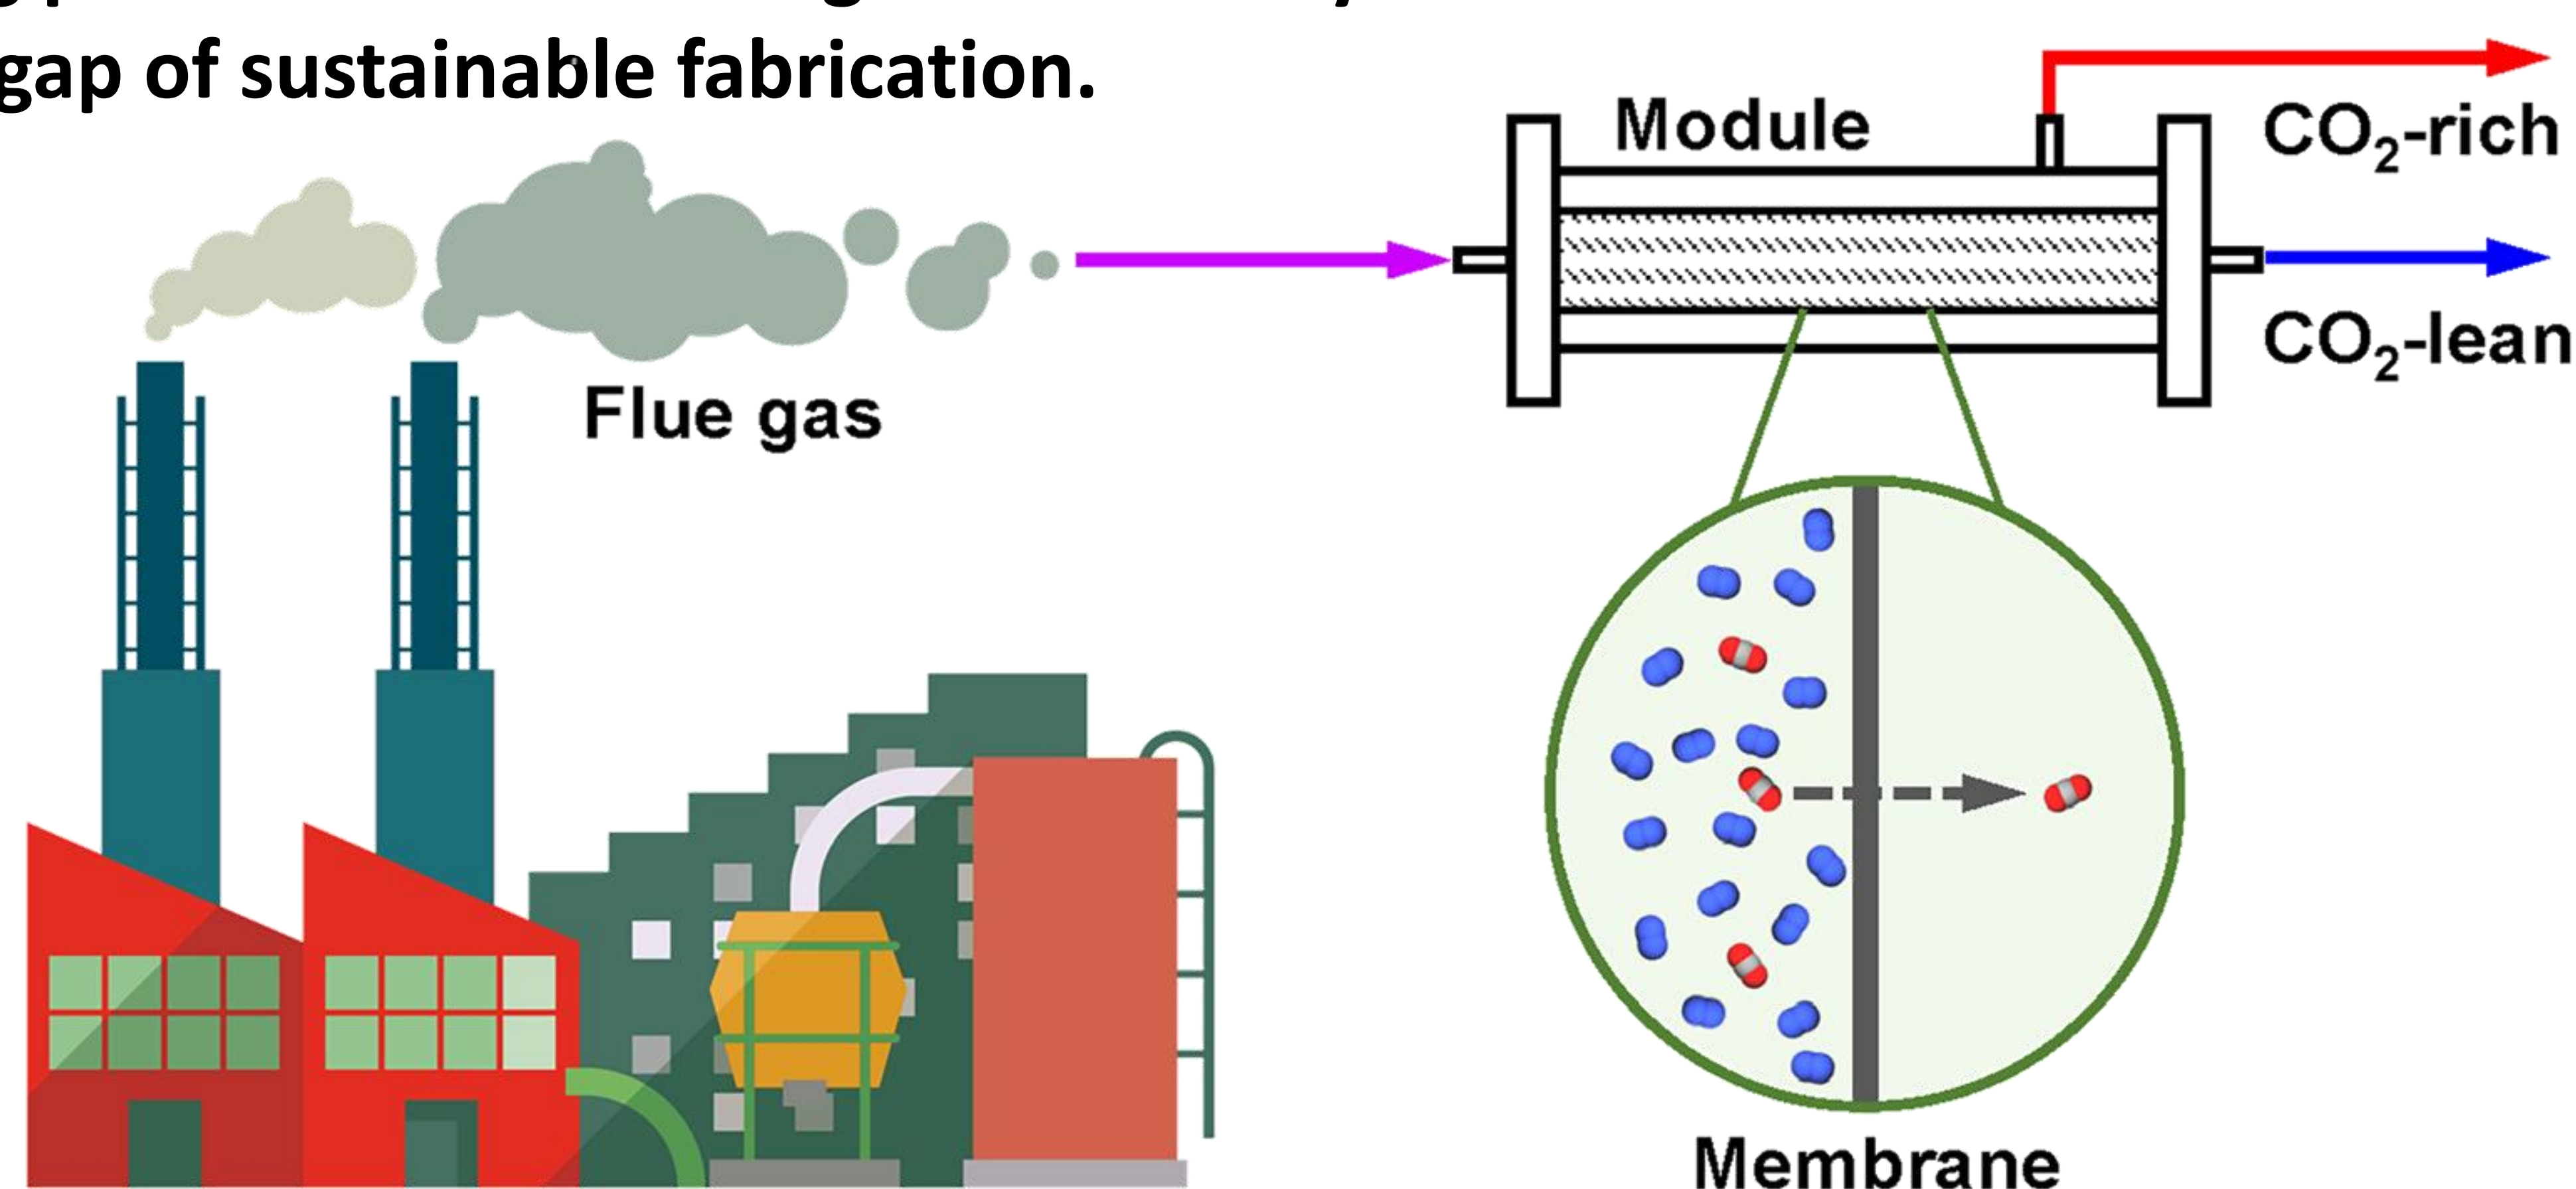 gap of sustainable fabrication.
Module
CO₂-rich
CO₂-lean
Flue gas
Membrane